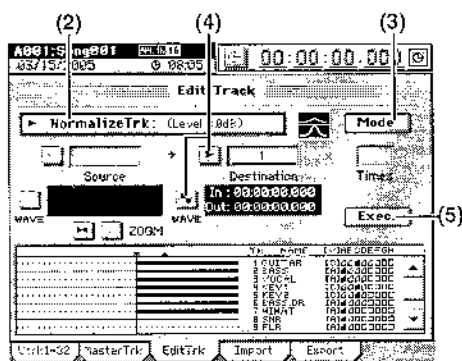 (2) (4) (3)
A001:Song001 16
03/15/2005 08:05 00:00:00.000
Edit Track
NormalizeTrk: (Level :0dB) Mode
1
Source Destination Times
In :00:00:00.000
Out:00:00:00.000
WAVE WAVE Exec. (5)
ZOOM
NAME
1 GUITAR
2 BASS
3 VOCAL
4 KEY1
5 KEY2
6 BASS.DR
7 HIHAT
8 SNR
9 FLR
MasterTrk EditTrk Import Export